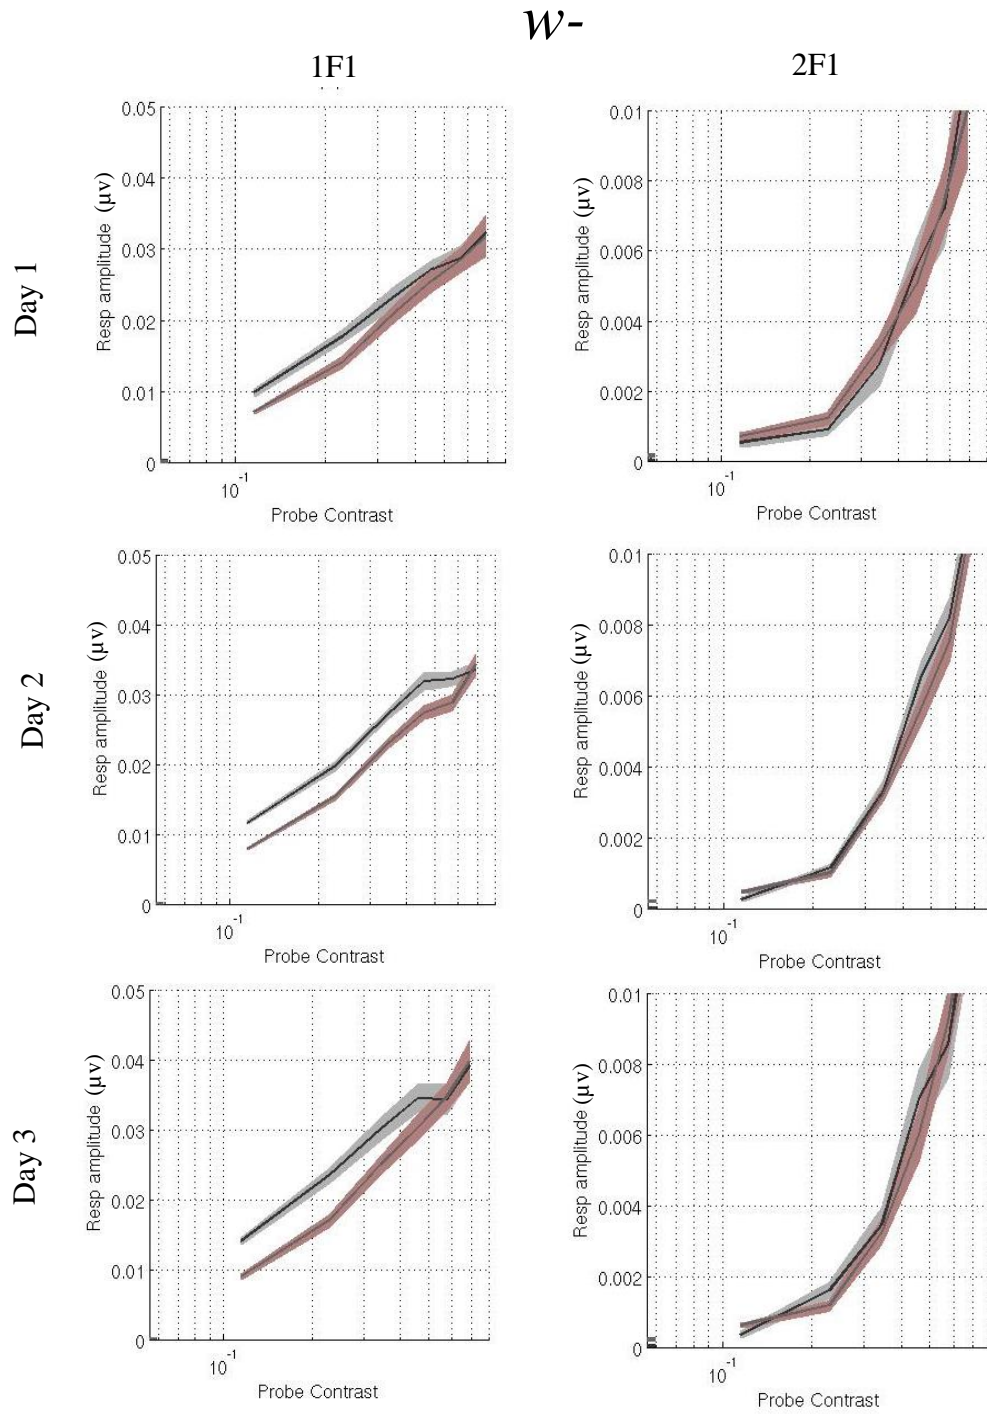 w-
1F1
2F1
Day 1
Resp amplitude (μv)
0.05
0.04
0.03
0.02
0.01
0
10-1
Probe Contrast
Resp amplitude (μv)
0.01
0.008
0.006
0.004
0.002
0
10-1
Probe Contrast
Day 2
Resp amplitude (μv)
0.05
0.04
0.03
0.02
0.01
0
10-1
Probe Contrast
Resp amplitude (μv)
0.01
0.008
0.006
0.004
0.002
0
10-1
Probe Contrast
Day 3
Resp amplitude (μv)
0.05
0.04
0.03
0.02
0.01
0
10-1
Probe Contrast
Resp amplitude (μv)
0.01
0.008
0.006
0.004
0.002
0
10-1
Probe Contrast